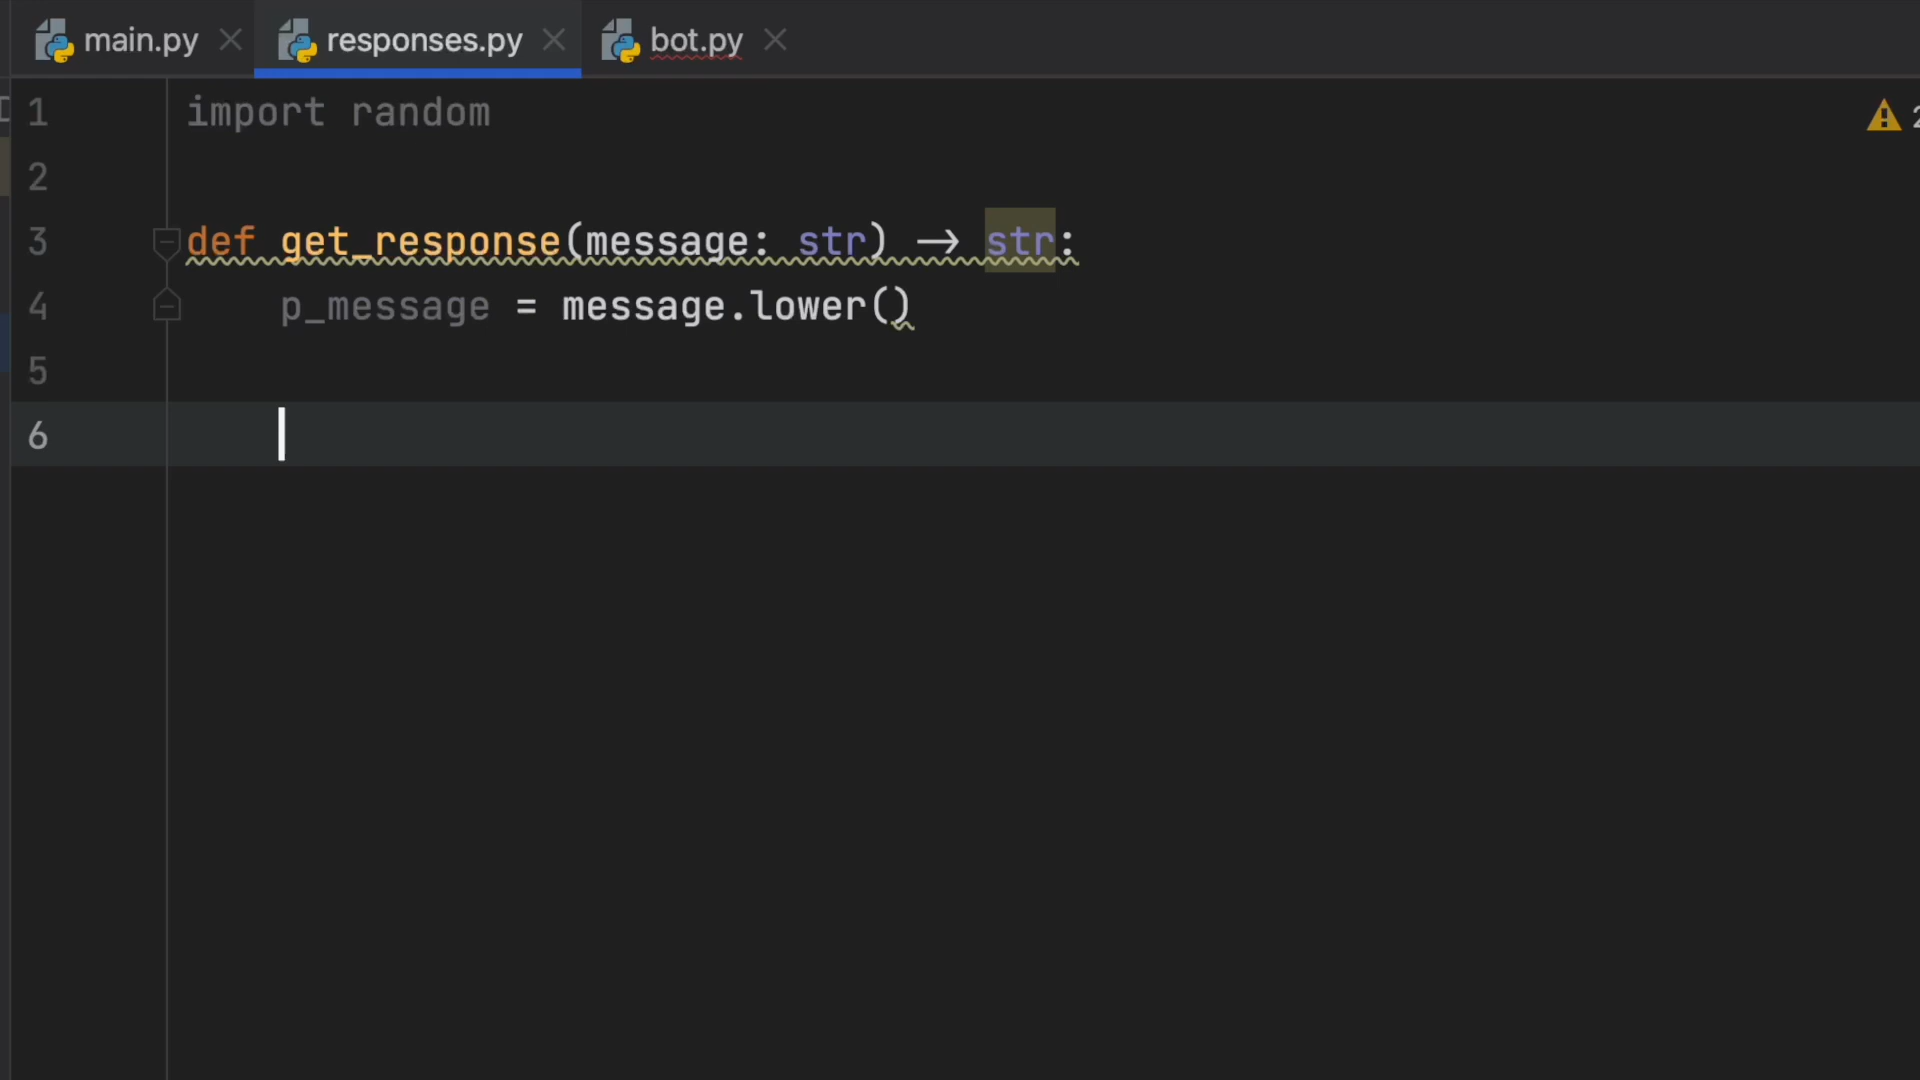 main.py responses.py bot.py
1 import random
2
3 def get_response(message: str) -> str:
4 p_message = message.lower()
5
6